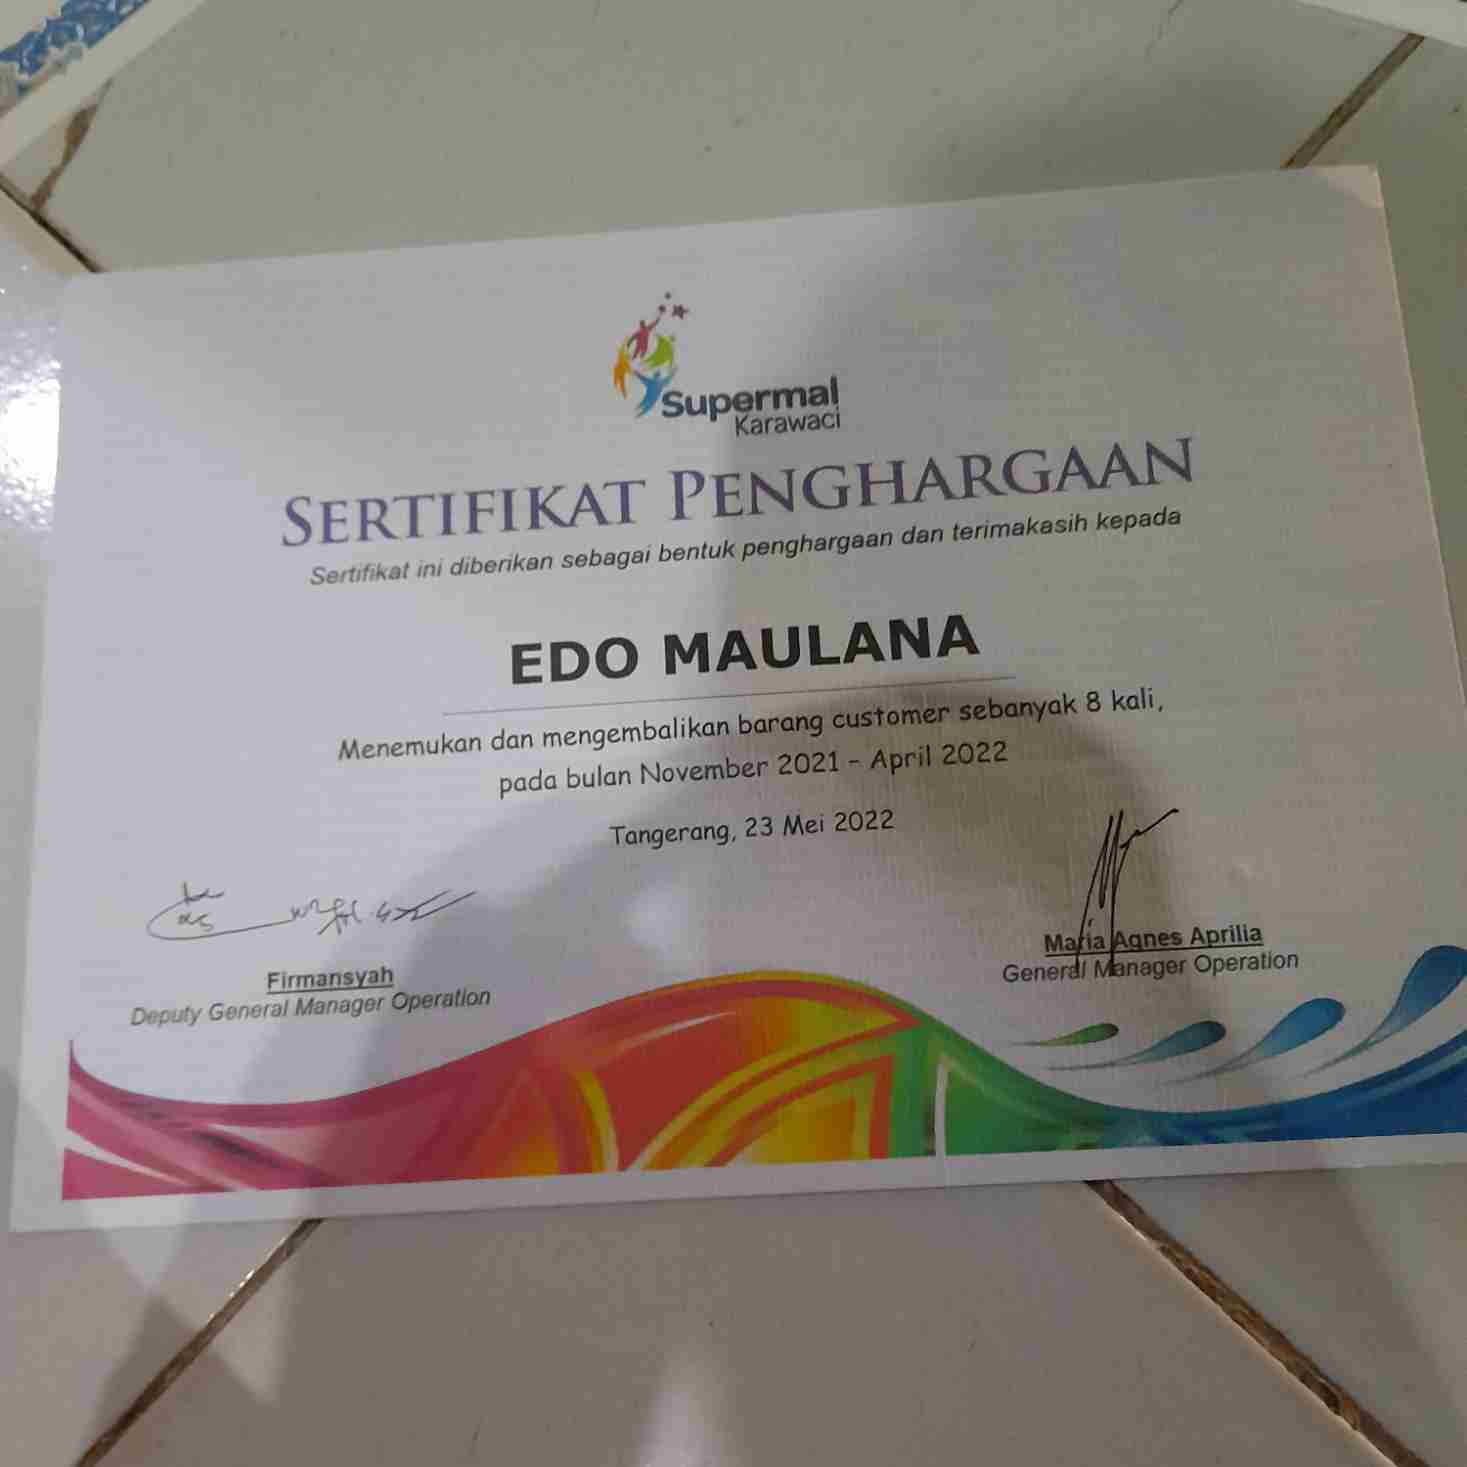 Supermal
Karawaci
SERTIFIKAT PENGHARGAAN
Sertifikat ini diberikan sebagai bentuk penghargaan dan terimakasih kepada
EDO MAULANA
Menemukan dan mengembalikan barang customer sebanyak 8 kali,
pada bulan November 2021 - April 2022
Tangerang, 23 Mei 2022
Firmansyah
Deputy General Manager Operation
Maria Agnes Aprilia
General Manager Operation